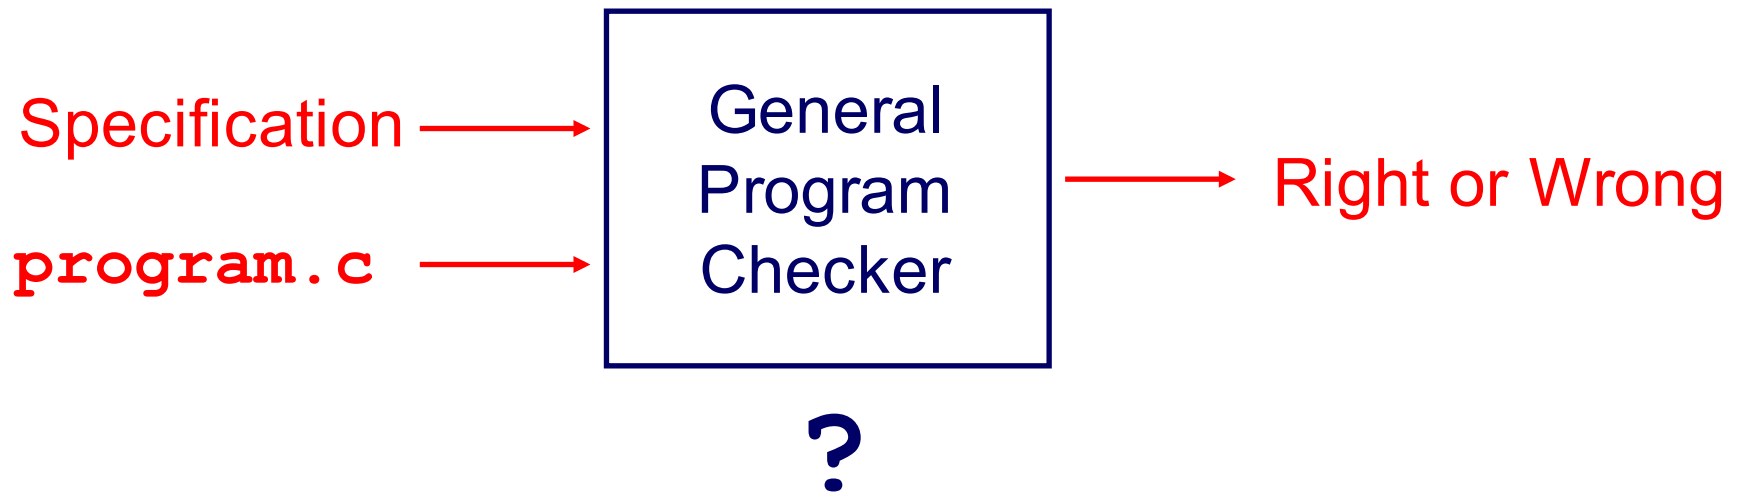 Specification
program.c
General
Program
Checker
Right or Wrong
?